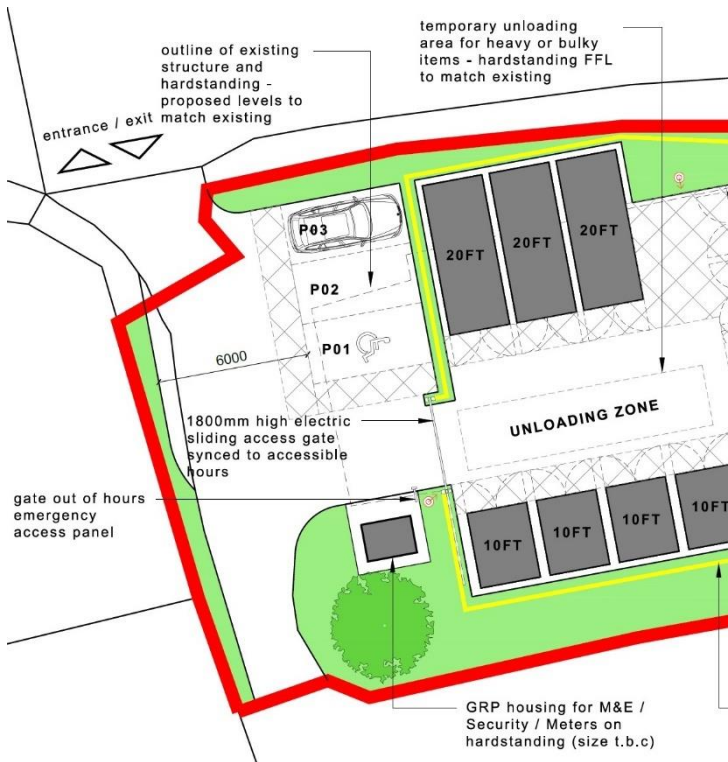 temporary unloading
area for heavy or bulky
items - hardstanding FFL
to match existing
outline of existing
structure and
hardstanding -
proposed levels to
match existing
entrance / exit
P03
P02
P01
20FT
20FT
20FT
6000
UNLOADING ZONE
1800mm high electric
sliding access gate
synced to accessible
hours
gate out of hours
emergency
access panel
10FT
10FT
10FT
10FT
GRP housing for M&E /
Security / Meters on
hardstanding (size t.b.c)